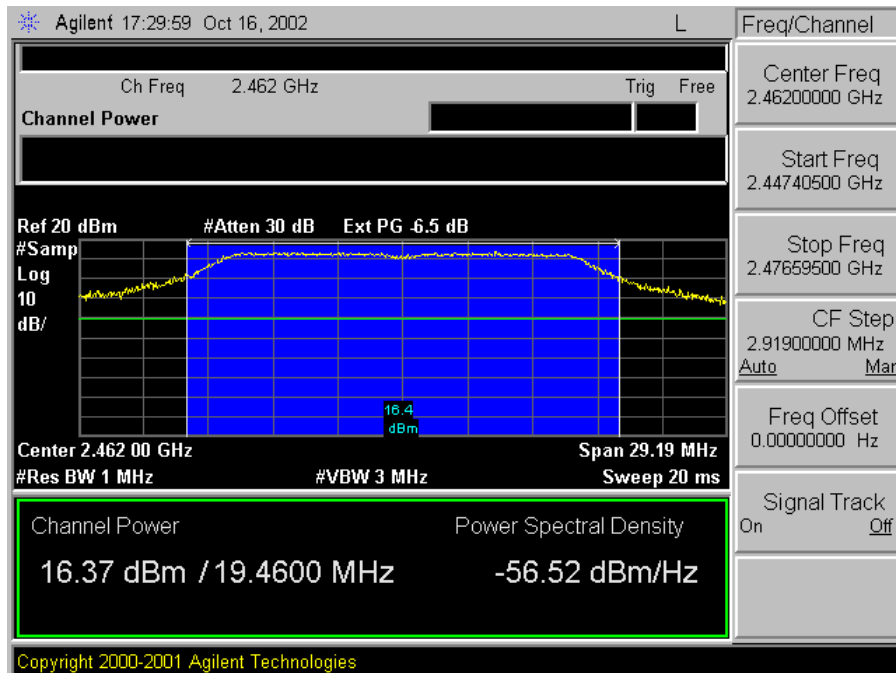 Agilent 17:29:59 Oct 16, 2002 L
Freq/Channel
Ch Freq 2.462 GHz Trig Free
Channel Power
Center Freq
2.46200000 GHz
Start Freq
2.44740500 GHz
Stop Freq
2.47659500 GHz
CF Step
2.91900000 MHz
Auto Man
Freq Offset
0.00000000 Hz
Signal Track
On Off
Ref 20 dBm #Atten 30 dB Ext PG -6.5 dB
#Samp
Log
10
dB/
16.4
dBm
Center 2.462 00 GHz Span 29.19 MHz
#Res BW 1 MHz #VBW 3 MHz Sweep 20 ms
Channel Power Power Spectral Density
16.37 dBm / 19.4600 MHz -56.52 dBm/Hz
Copyright 2000-2001 Agilent Technologies